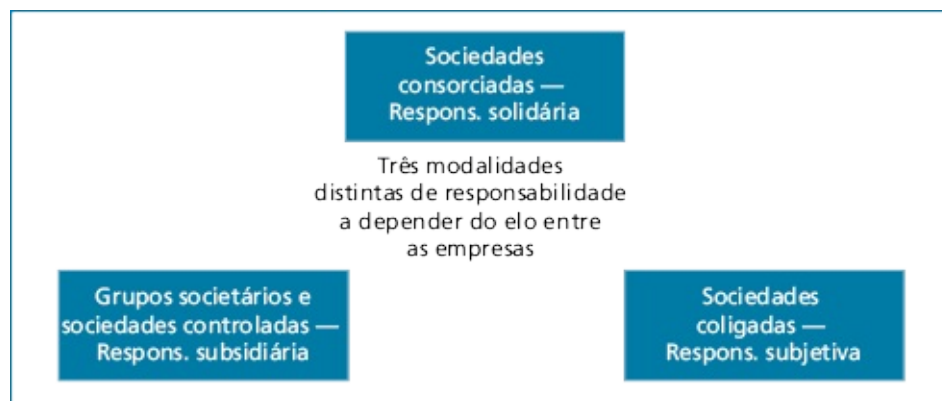 Sociedades
consorciadas —
Respons. solidária
Três modalidades
distintas de responsabilidade
a depender do elo entre
as empresas
Grupos societários e
sociedades controladas —
Respons. subsidiária
Sociedades
coligadas —
Respons. subjetiva